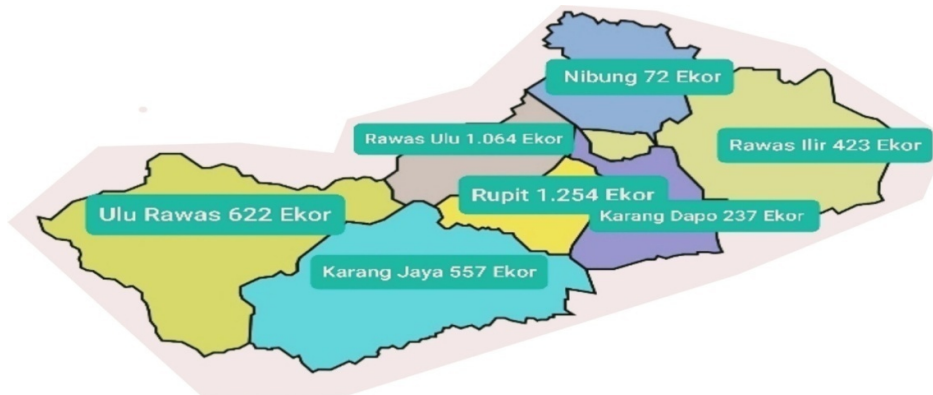 Nibung 72 Ekor
Rawas Ulu 1.064 Ekor
Rawas Ilir 423 Ekor
Rupit 1.254 Ekor
Ulu Rawas 622 Ekor
Karang Dapo 237 Ekor
Karang Jaya 557 Ekor